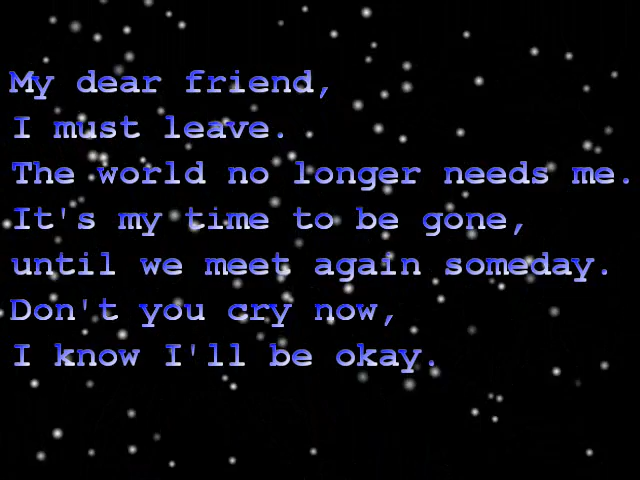 My dear friend,
I must leave.
The world no longer needs me.
It's my time to be gone,
until we meet again someday.
Don't you cry now,
I know I'll be okay.